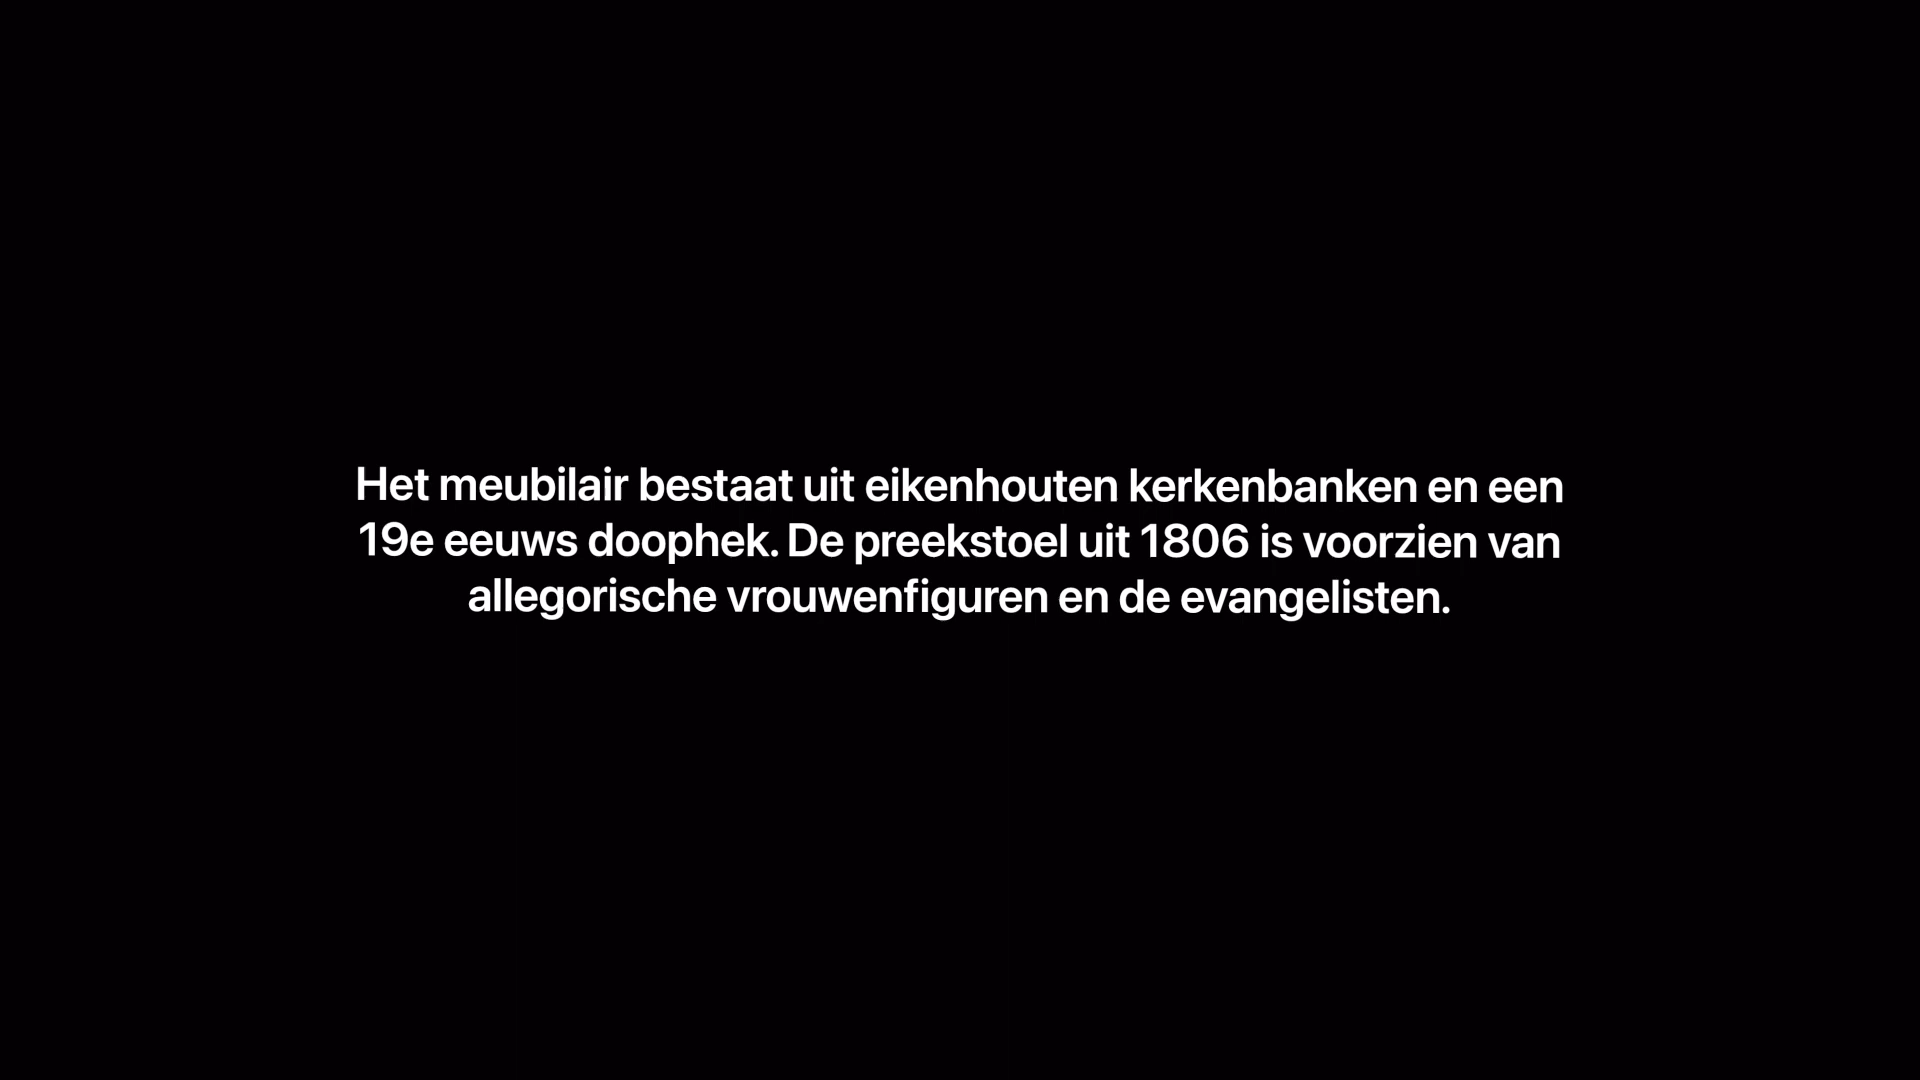 Het meubilair bestaat uit eikenhouten kerkenbanken en een
19e eeuws doophek. De preekstoel uit 1806 is voorzien van
allegorische vrouwenfiguren en de evangelisten.